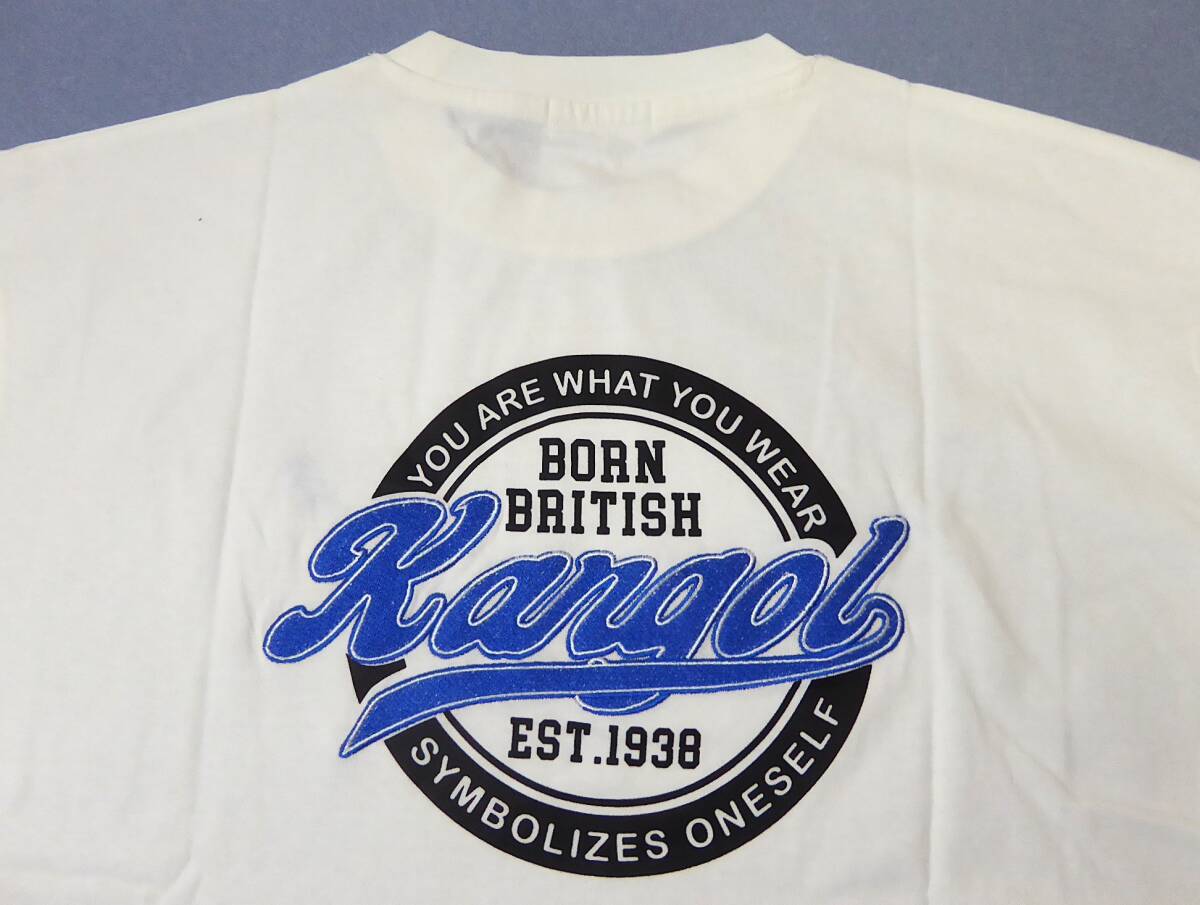 YOU ARE WHAT YOU WEAR
BORN
BRITISH
Kangol
EST.1938
SYMBOLIZES ONESELF